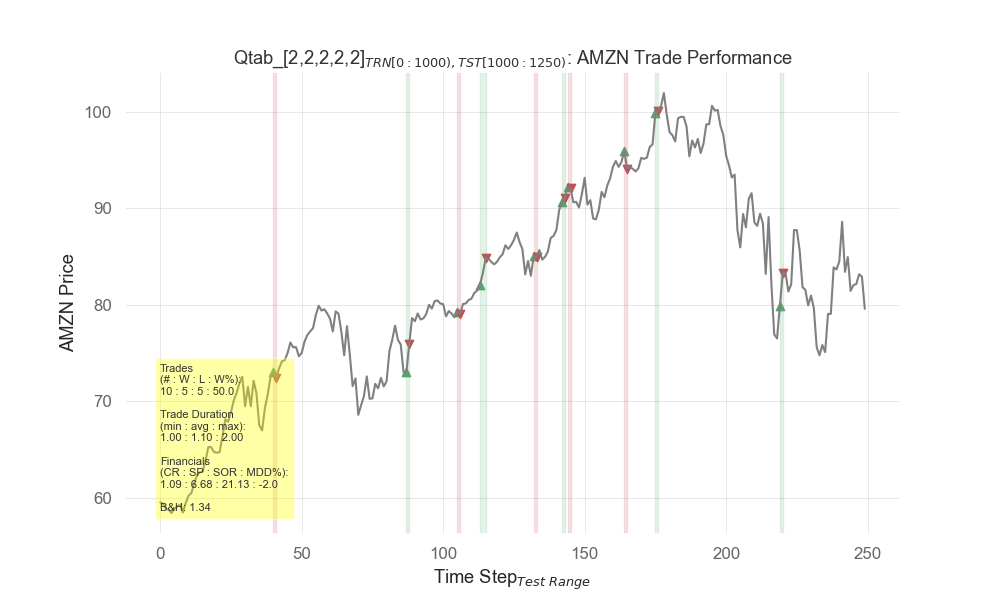 Qtab_[2,2,2,2,2]TRN[0 : 1000), TST[1000 : 1250) : AMZN Trade Performance
AMZN Price
100
90
80
70
60
Trades
(# : W : L : W%):
10 : 5 : 5 : 50.0
Trade Duration
(min : avg : max):
1.00 : 1.10 : 2.00
Financials
(CR : SP : SOR : MDD%):
1.09 : 6.68 : 21.13 : -2.0
B&H: 1.34
0 50 100 150 200 250
Time StepTest Range